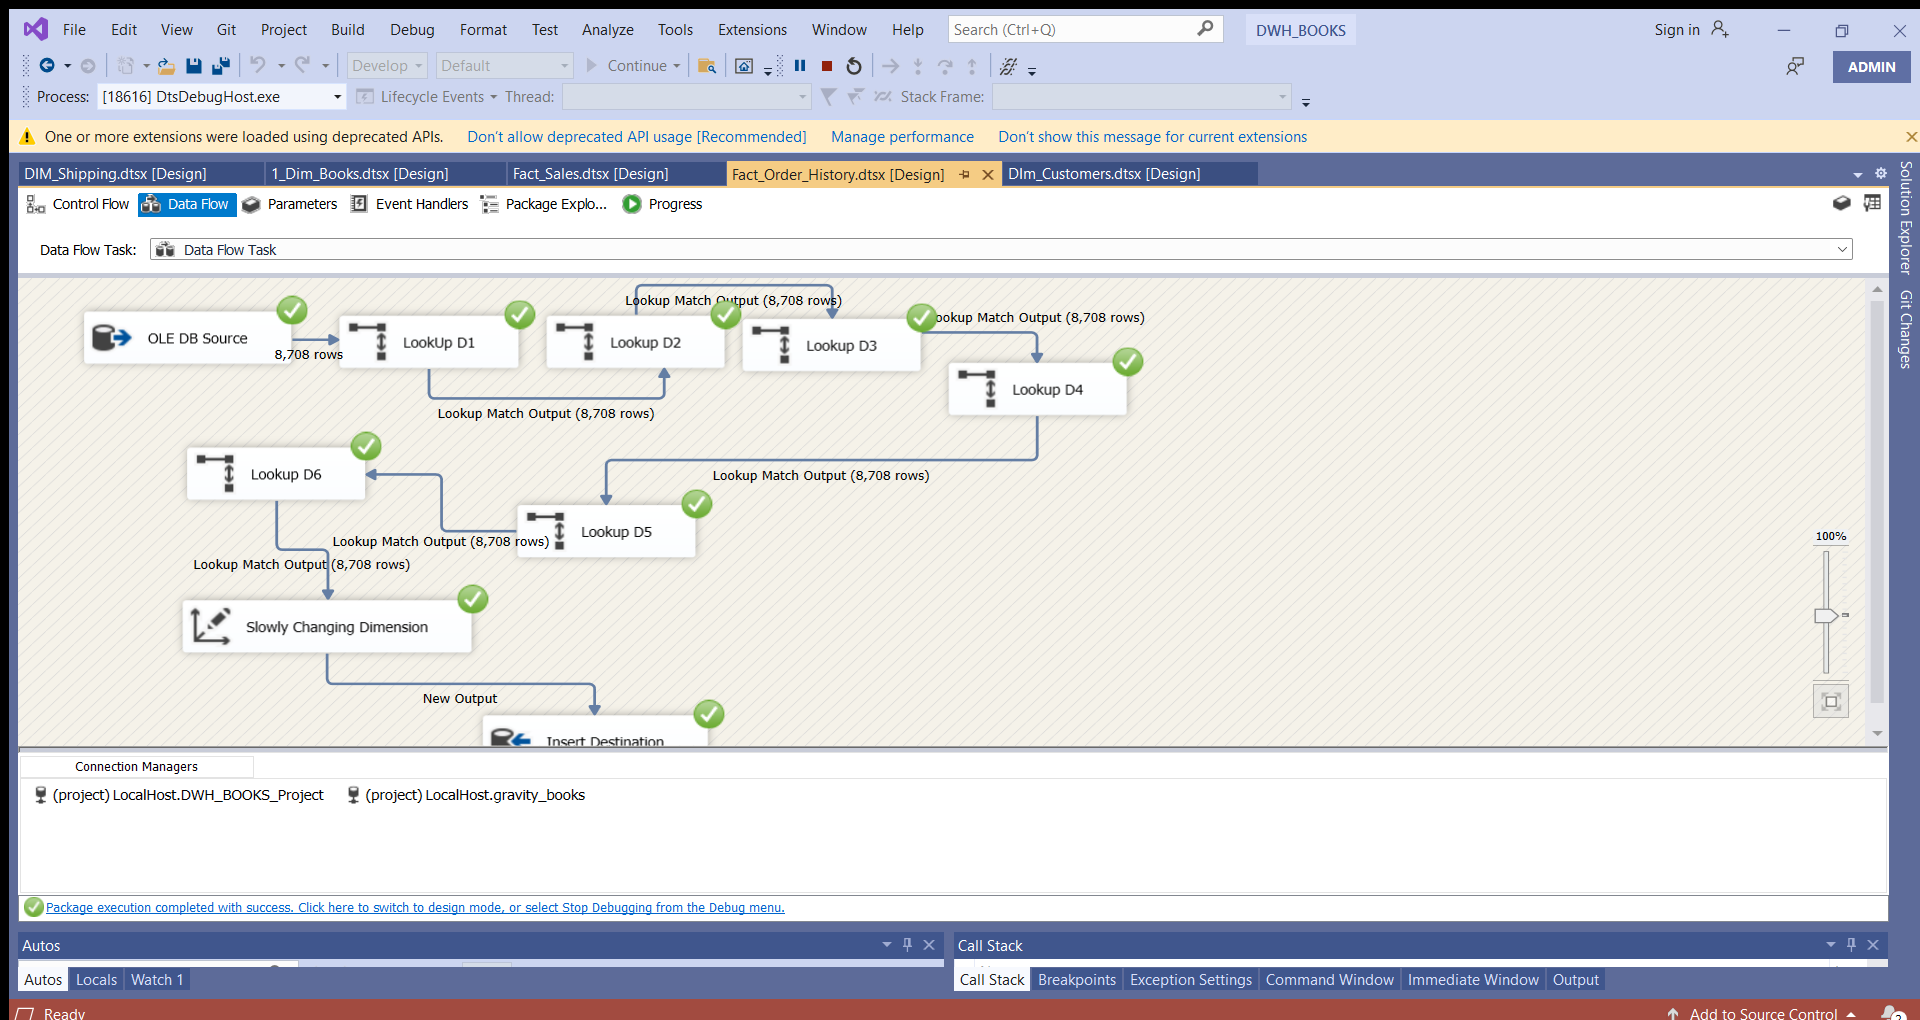 File Edit View Git Project Build Debug Format Test Analyze Tools Extensions Window Help Search (Ctrl+Q) DWH_BOOKS Sign in
Develop Default Continue ADMIN
Process: [18616] DtsDebugHost.exe Lifecycle Events Thread: Stack Frame:
One or more extensions were loaded using deprecated APIs. Don't allow deprecated API usage [Recommended] Manage performance Don't show this message for current extensions
DIM_Shipping.dtsx [Design] 1_Dim_Books.dtsx [Design] Fact_Sales.dtsx [Design] Fact_Order_History.dtsx [Design] DIm_Customers.dtsx [Design]
Control Flow Data Flow Parameters Event Handlers Package Explo... Progress
Data Flow Task: Data Flow Task
Solution Explorer
Git Changes
Lookup Match Output (8,708 rows)
ookup Match Output (8,708 rows)
OLE DB Source
LookUp D1
Lookup D2
Lookup D3
8,708 rows
Lookup D4
Lookup Match Output (8,708 rows)
Lookup D6
Lookup Match Output (8,708 rows)
Lookup D5
Lookup Match Output (8,708 rows)
Lookup Match Output (8,708 rows)
100%
Slowly Changing Dimension
New Output
Insert Destination
Connection Managers
(project) LocalHost.DWH_BOOKS_Project (project) LocalHost.gravity_books
Package execution completed with success. Click here to switch to design mode, or select Stop Debugging from the Debug menu.
Autos
Call Stack
Autos Locals Watch 1
Call Stack Breakpoints Exception Settings Command Window Immediate Window Output
Ready
Add to Source Control
2